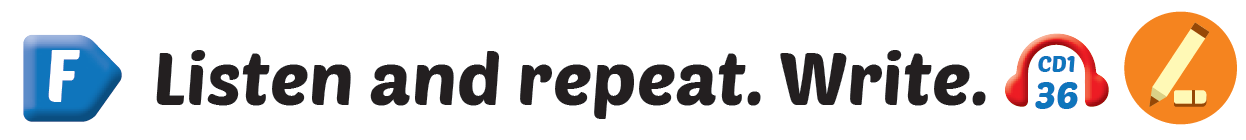 F Listen and repeat. Write. CD1
36